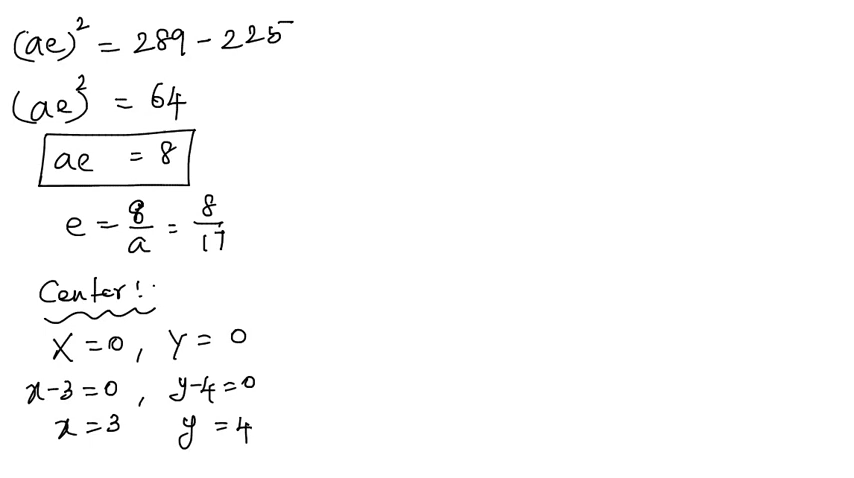 (ae)² = 289 - 225
(ae)² = 64
ae = 8
e = 8/a = 8/17
Center:
X = 0, Y = 0
x-3 = 0, y-4 = 0
x = 3 y = 4